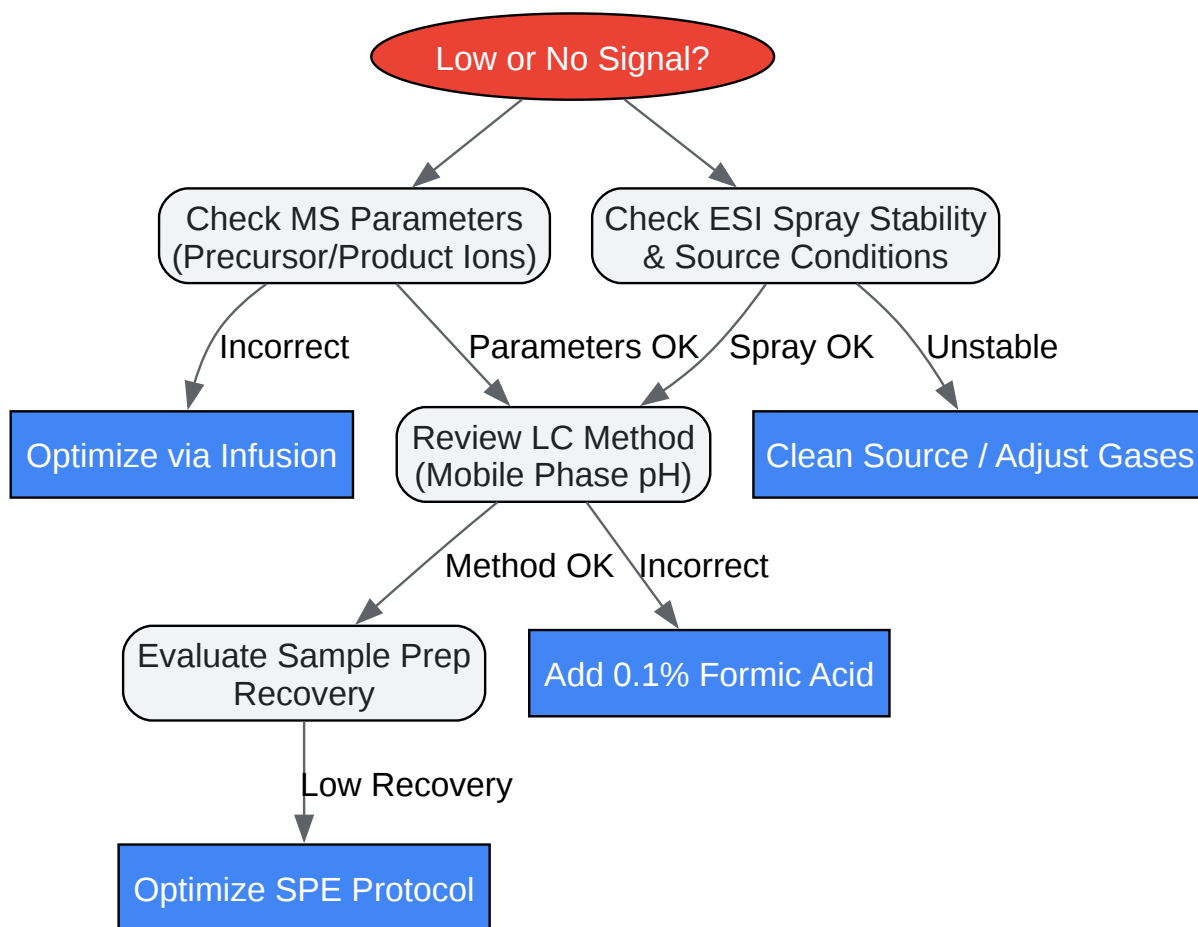 Low or No Signal?
Check MS Parameters
(Precursor/Product Ions)
Check ESI Spray Stability
& Source Conditions
Incorrect
Parameters OK
Spray OK
Unstable
Optimize via Infusion
Review LC Method
(Mobile Phase pH)
Clean Source / Adjust Gases
Method OK
Incorrect
Evaluate Sample Prep
Recovery
Add 0.1% Formic Acid
Low Recovery
Optimize SPE Protocol